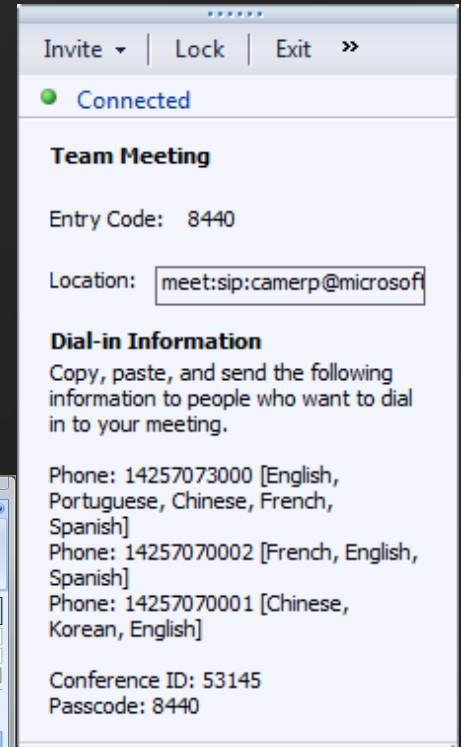 Invite Lock Exit »
Connected
Team Meeting
Entry Code: 8440
Location: meet:sip:camerp@microsoft
Dial-in Information
Copy, paste, and send the following
information to people who want to dial
in to your meeting.
Phone: 14257073000 [English,
Portuguese, Chinese, French,
Spanish]
Phone: 14257070002 [French, English,
Spanish]
Phone: 14257070001 [Chinese,
Korean, English]
Conference ID: 53145
Passcode: 8440